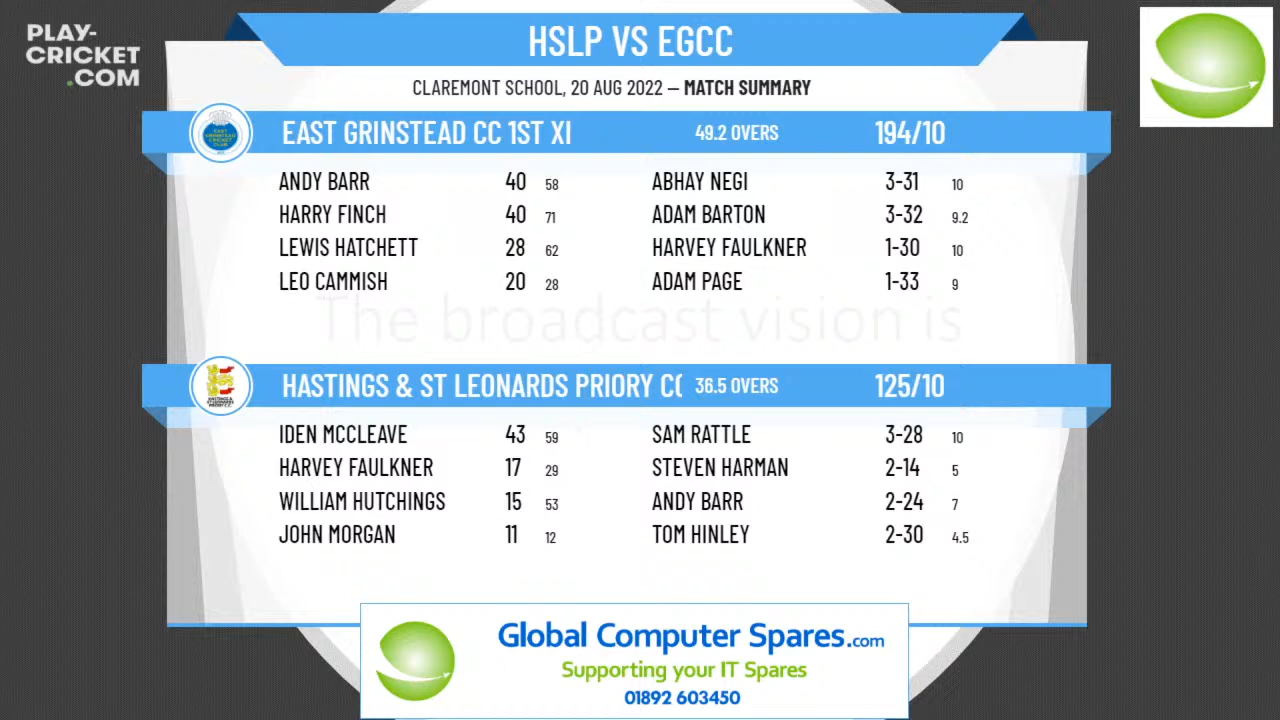 PLAY-
CRICKET
.COM
HSLP VS EGCC
CLAREMONT SCHOOL, 20 AUG 2022 – MATCH SUMMARY
EAST GRINSTEAD CC 1ST XI 49.2 OVERS 194/10
ANDY BARR 40 58 ABHAY NEGI 3-31 10
HARRY FINCH 40 71 ADAM BARTON 3-32 9.2
LEWIS HATCHETT 28 62 HARVEY FAULKNER 1-30 10
LEO CAMMISH 20 28 ADAM PAGE 1-33 9
The broadcast vision is
HASTINGS & ST LEONARDS PRIORY CC 36.5 OVERS 125/10
IDEN MCCLEAVE 43 59 SAM RATTLE 3-28 10
HARVEY FAULKNER 17 29 STEVEN HARMAN 2-14 5
WILLIAM HUTCHINGS 15 53 ANDY BARR 2-24 7
JOHN MORGAN 11 12 TOM HINLEY 2-30 4.5
Global Computer Spares.com
Supporting your IT Spares
01892 603450